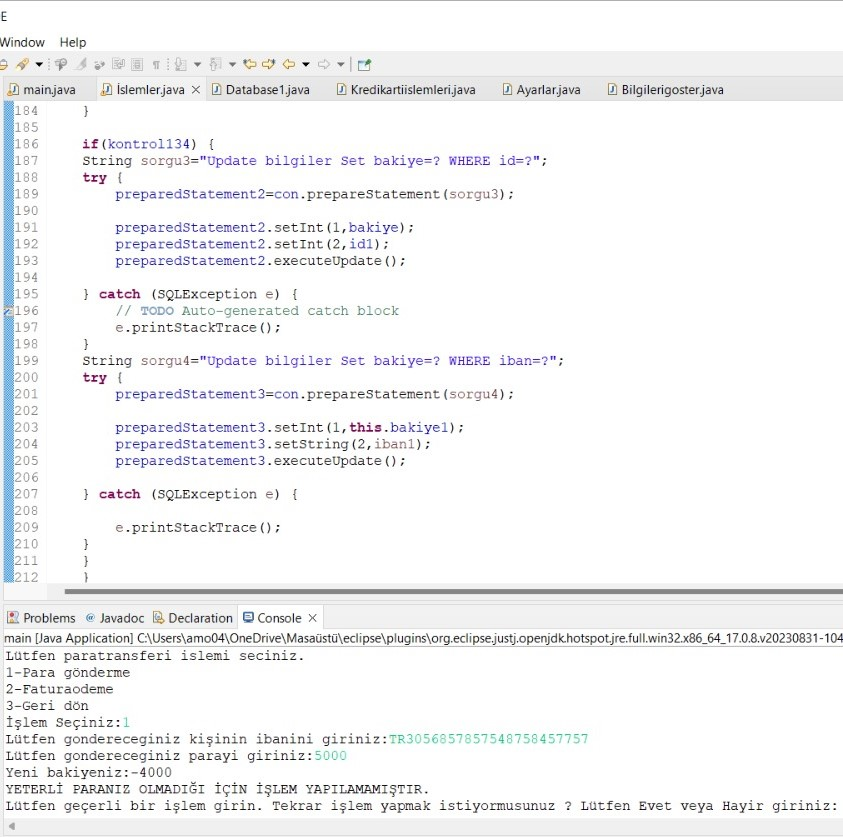 E
Window Help
main.java İslemler.java Database1.java Kredikartiislemleri.java Ayarlar.java Bilgilerigoster.java
184 }
185
186 if(kontrol134) {
187 String sorgu3="Update bilgiler Set bakiye=? WHERE id=?";
188 try {
189 preparedStatement2=con.prepareStatement(sorgu3);
190
191 preparedStatement2.setInt(1,bakiye);
192 preparedStatement2.setInt(2,id1);
193 preparedStatement2.executeUpdate();
194
195 } catch (SQLException e) {
196 // TODO Auto-generated catch block
197 e.printStackTrace();
198 }
199 String sorgu4="Update bilgiler Set bakiye=? WHERE iban=?";
200 try {
201 preparedStatement3=con.prepareStatement(sorgu4);
202
203 preparedStatement3.setInt(1,this.bakiye1);
204 preparedStatement3.setString(2,iban1);
205 preparedStatement3.executeUpdate();
206
207 } catch (SQLException e) {
208
209 e.printStackTrace();
210 }
211 }
212 }
Problems Javadoc Declaration Console
main [Java Application] C:\Users\amo04\OneDrive\Masaüstü\eclipse\plugins\org.eclipse.justj.openjdk.hotspot.jre.full.win32.x86_64_17.0.8.v20230831-104
Lütfen paratransferi islemi seciniz.
1-Para gönderme
2-Faturaodeme
3-Geri dön
İşlem Seçiniz:1
Lütfen gondereceginiz kişinin ibanini giriniz:TR3056857857548758457757
Lütfen gondereceginiz parayi giriniz:5000
Yeni bakiyeniz:-4000
YETERLİ PARANIZ OLMADIĞI İÇİN İŞLEM YAPILAMAMIŞTIR.
Lütfen geçerli bir işlem girin. Tekrar işlem yapmak istiyormusunuz ? Lütfen Evet veya Hayir giriniz: